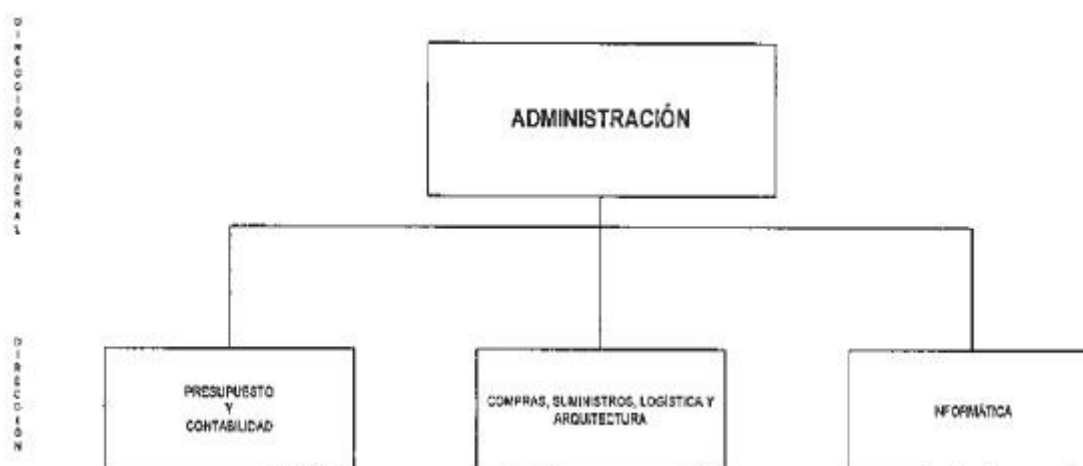 DIRECCIÓN GENERAL
ADMINISTRACIÓN
DIRECCIÓN
PRESUPUESTO
Y
CONTABILIDAD
COMPRAS, SUMINISTROS, LOGÍSTICA Y
ARQUITECTURA
INFORMÁTICA